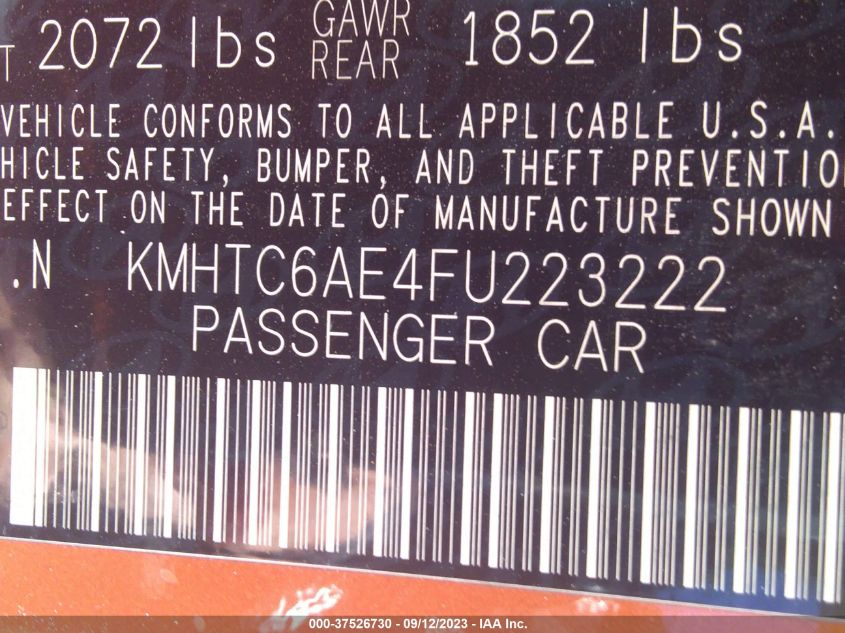 T 2072 lbs GAWR REAR 1852 lbs
VEHICLE CONFORMS TO ALL APPLICABLE U.S.A.
HICLE SAFETY, BUMPER, AND THEFT PREVENTIO
EFFECT ON THE DATE OF MANUFACTURE SHOWN
.N KMHTC6AE4FU223222
PASSENGER CAR
000-37526730 - 09/12/2023 - IAA Inc.